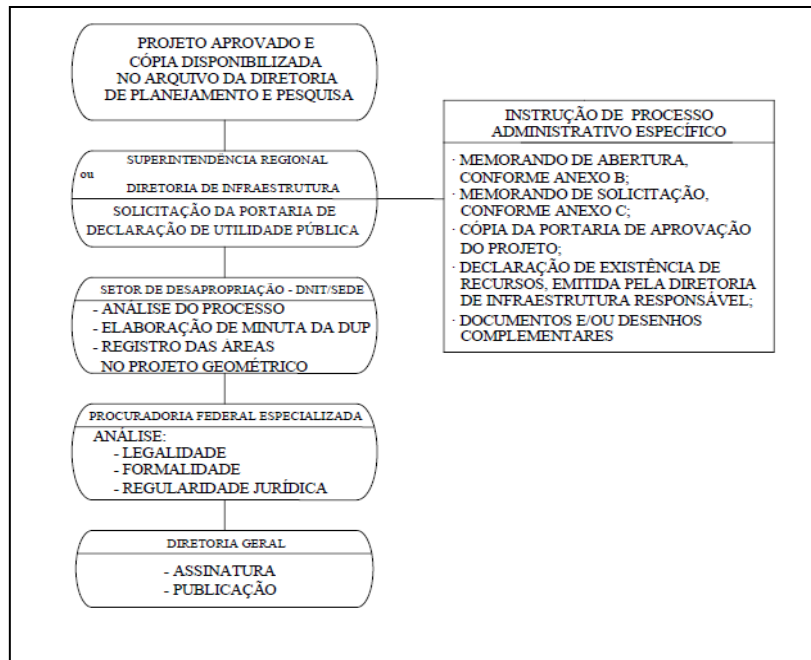 PROJETO APROVADO E
CÓPIA DISPONIBILIZADA
NO ARQUIVO DA DIRETORIA
DE PLANEJAMENTO E PESQUISA
SUPERINTENDÊNCIA REGIONAL
ou
DIRETORIA DE INFRAESTRUTURA
SOLICITAÇÃO DA PORTARIA DE
DECLARAÇÃO DE UTILIDADE PÚBLICA
INSTRUÇÃO DE PROCESSO
ADMINISTRATIVO ESPECÍFICO
· MEMORANDO DE ABERTURA,
CONFORME ANEXO B;
· MEMORANDO DE SOLICITAÇÃO,
CONFORME ANEXO C;
· CÓPIA DA PORTARIA DE APROVAÇÃO
DO PROJETO;
· DECLARAÇÃO DE EXISTÊNCIA DE
RECURSOS, EMITIDA PELA DIRETORIA
DE INFRAESTRUTURA RESPONSÁVEL;
· DOCUMENTOS E/OU DESENHOS
COMPLEMENTARES
SETOR DE DESAPROPRIAÇÃO - DNIT/SEDE
- ANÁLISE DO PROCESSO
- ELABORAÇÃO DE MINUTA DA DUP
- REGISTRO DAS ÁREAS
NO PROJETO GEOMÉTRICO
PROCURADORIA FEDERAL ESPECIALIZADA
ANÁLISE:
- LEGALIDADE
- FORMALIDADE
- REGULARIDADE JURÍDICA
DIRETORIA GERAL
- ASSINATURA
- PUBLICAÇÃO